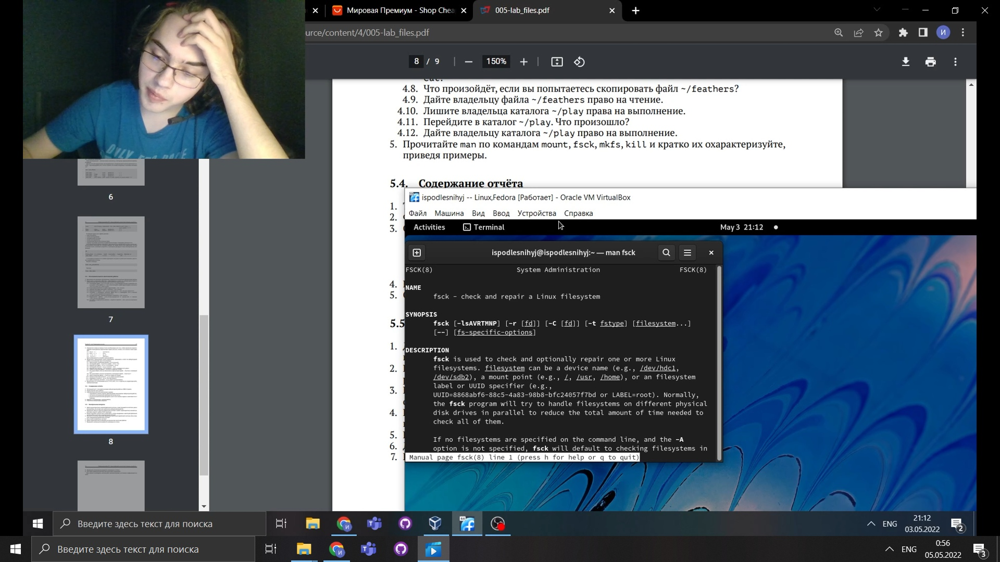 Мировая Премиум - Shop Chea
005-lab_files.pdf
urce/content/4/005-lab_files.pdf
И
8 / 9
150%
4.8. Что произойдёт, если вы попытаетесь скопировать файл ~/feathers?
4.9. Дайте владельцу файла ~/feathers право на чтение.
4.10. Лишите владельца каталога ~/play права на выполнение.
4.11. Перейдите в каталог ~/play. Что произошло?
4.12. Дайте владельцу каталога ~/play право на выполнение.
5. Прочитайте man по командам mount, fsck, mkfs, kill и кратко их охарактеризуйте,
приведя примеры.
5.4. Содержание отчёта
1.
2.
3.
4.
5.
5.5
1.
2.
3.
4.
5.
6.
7.
6
7
8
ispodlesnihyj -- Linux,Fedora [Работает] - Oracle VM VirtualBox
Файл Машина Вид Ввод Устройства Справка
Activities Terminal May 3 21:12
ispodlesnihyj@ispodlesnihyj:~ — man fsck
FSCK(8) System Administration FSCK(8)
NAME
fsck - check and repair a Linux filesystem
SYNOPSIS
fsck [-lsAVRTMNP] [-r [fd]] [-C [fd]] [-t fstype] [filesystem...]
[--] [fs-specific-options]
DESCRIPTION
fsck is used to check and optionally repair one or more Linux
filesystems. filesystem can be a device name (e.g., /dev/hdc1,
/dev/sdb2), a mount point (e.g., /, /usr, /home), or an filesystem
label or UUID specifier (e.g.,
UUID=8868abf6-88c5-4a83-98b8-bfc24057f7bd or LABEL=root). Normally,
the fsck program will try to handle filesystems on different physical
disk drives in parallel to reduce the total amount of time needed to
check all of them.
If no filesystems are specified on the command line, and the -A
option is not specified, fsck will default to checking filesystems in
Manual page fsck(8) line 1 (press h for help or q to quit)
Введите здесь текст для поиска
ENG
21:12
03.05.2022
2
Введите здесь текст для поиска
ENG
0:56
05.05.2022
3